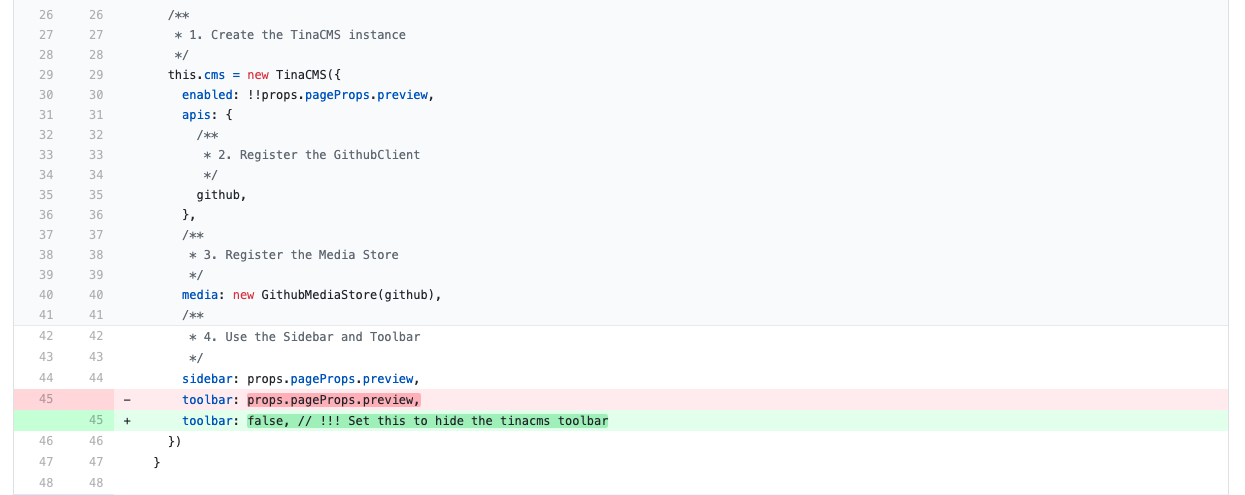 26 26 /**
27 27 * 1. Create the TinaCMS instance
28 28 */
29 29 this.cms = new TinaCMS({
30 30 enabled: !!props.pageProps.preview,
31 31 apis: {
32 32 /**
33 33 * 2. Register the GithubClient
34 34 */
35 35 github,
36 36 },
37 37 /**
38 38 * 3. Register the Media Store
39 39 */
40 40 media: new GithubMediaStore(github),
41 41 /**
42 42 * 4. Use the Sidebar and Toolbar
43 43 */
44 44 sidebar: props.pageProps.preview,
45 - toolbar: props.pageProps.preview,
45 + toolbar: false, // !!! Set this to hide the tinacms toolbar
46 46 })
47 47 }
48 48